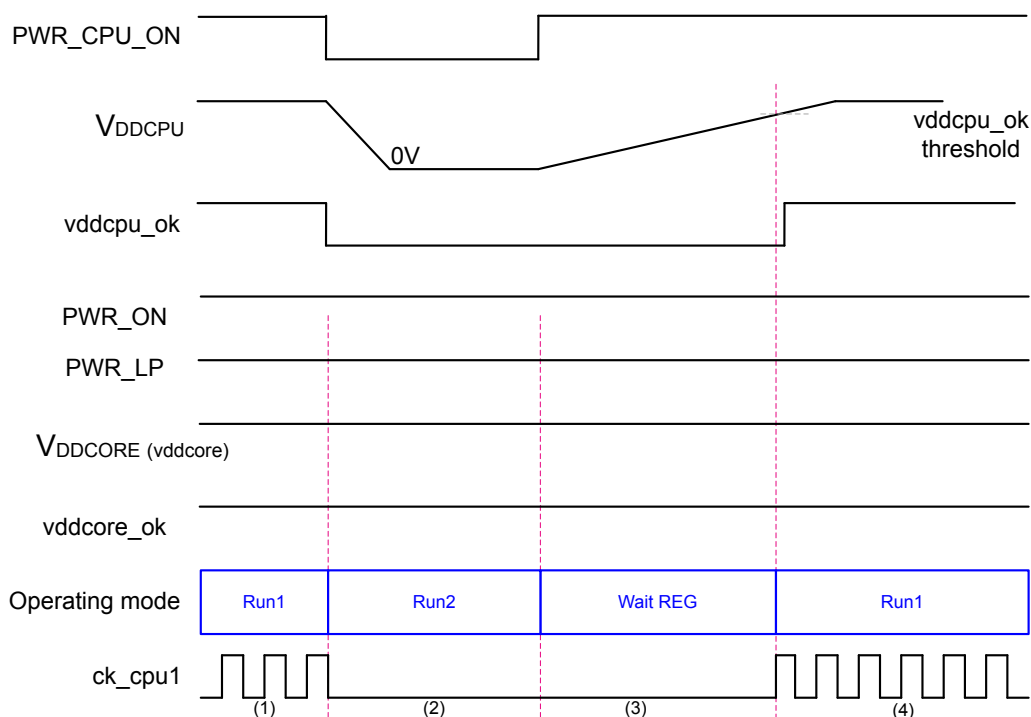 PWR_CPU_ON
VDDCPU
0V
vddcpu_ok
threshold
vddcpu_ok
PWR_ON
PWR_LP
VDDCORE (vddcore)
vddcore_ok
Operating mode
Run1
Run2
Wait REG
Run1
ck_cpu1
(1)
(2)
(3)
(4)